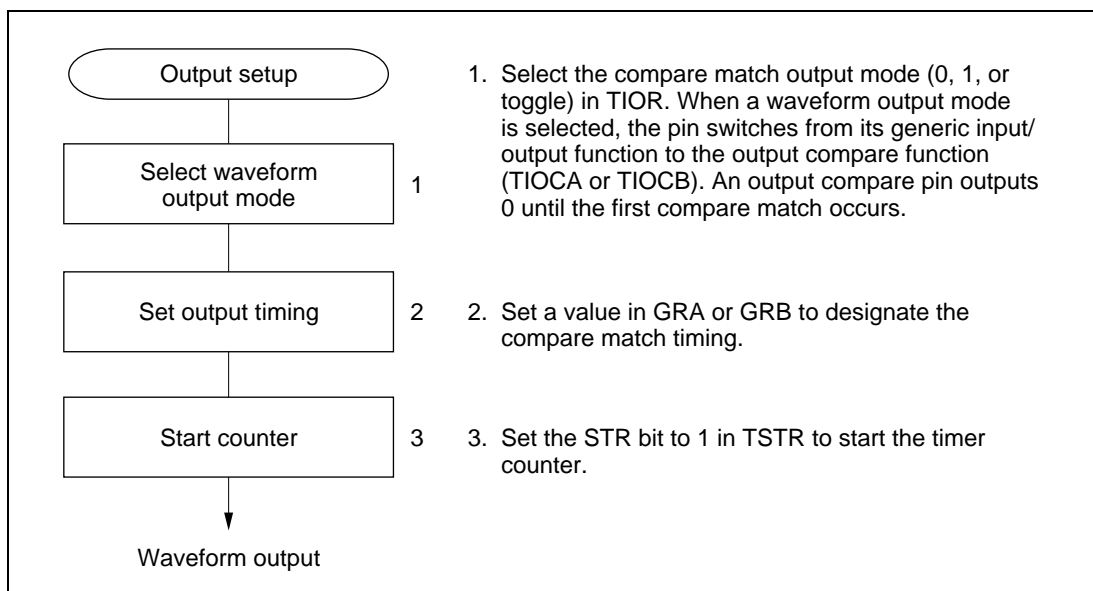 Output setup
1. Select the compare match output mode (0, 1, or
toggle) in TIOR. When a waveform output mode
is selected, the pin switches from its generic input/
output function to the output compare function
(TIOCA or TIOCB). An output compare pin outputs
0 until the first compare match occurs.
Select waveform
output mode
1
Set output timing
2
2. Set a value in GRA or GRB to designate the
compare match timing.
Start counter
3
3. Set the STR bit to 1 in TSTR to start the timer
counter.
Waveform output